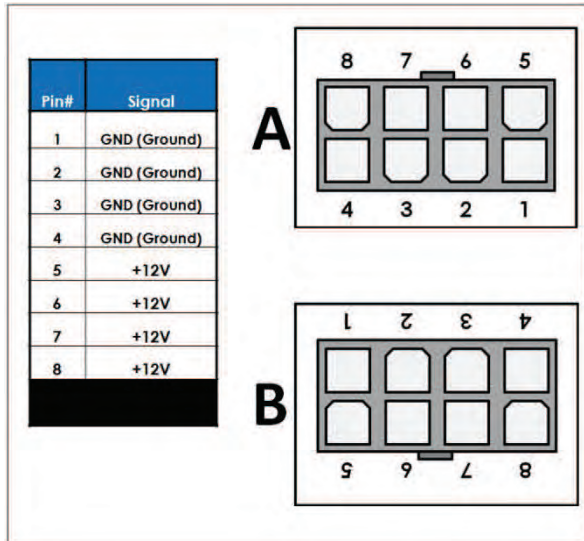 Pin# Signal
1 GND (Ground)
2 GND (Ground)
3 GND (Ground)
4 GND (Ground)
5 +12V
6 +12V
7 +12V
8 +12V
A
8 7 6 5
4 3 2 1
B
1 2 3 4
5 6 7 8